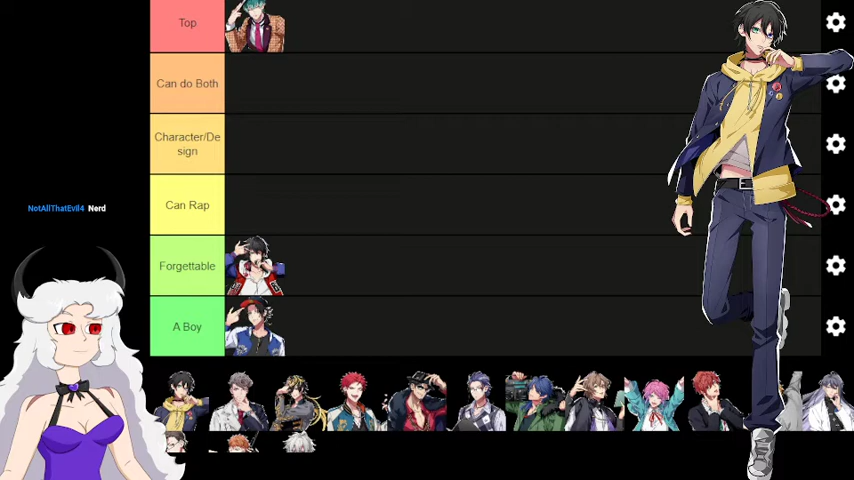 Top
Can do Both
Character/De
sign
NotAllThatEvil4 Nerd
Can Rap
Forgettable
A Boy